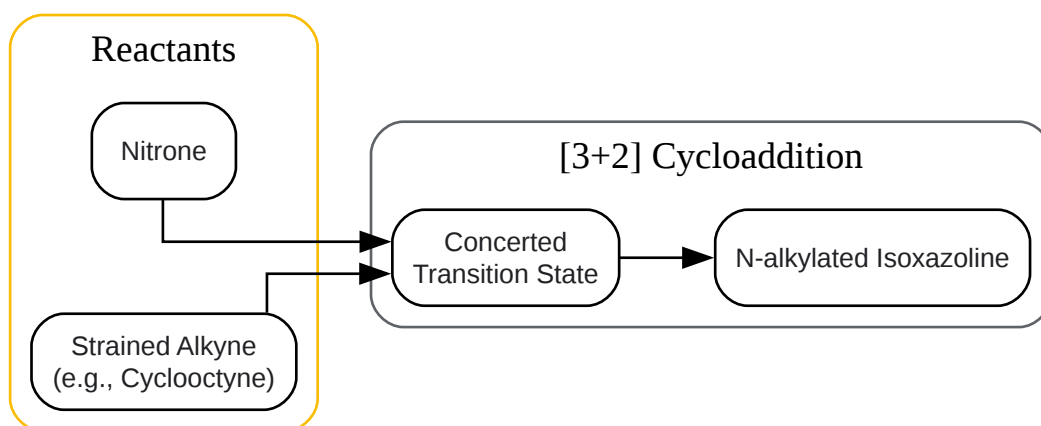 Reactants
Nitrone
Strained Alkyne
(e.g., Cyclooctyne)
[3+2] Cycloaddition
Concerted
Transition State
N-alkylated Isoxazoline